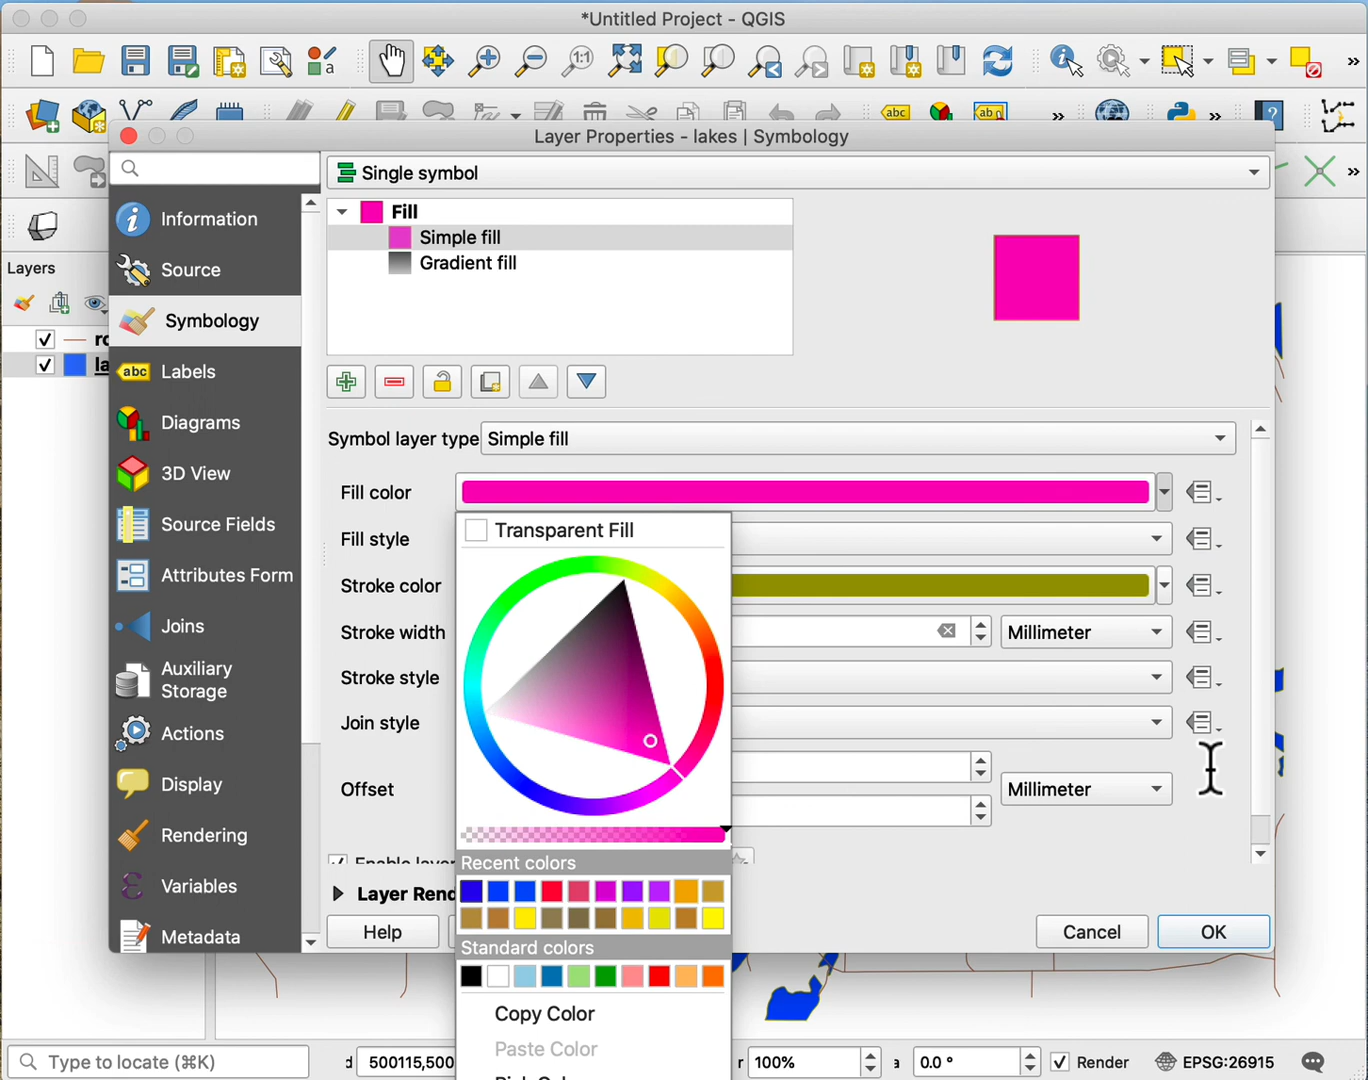 *Untitled Project - QGIS
Layer Properties - lakes | Symbology
Single symbol
Information
Source
Symbology
Labels
Diagrams
3D View
Source Fields
Attributes Form
Joins
Auxiliary
Storage
Actions
Display
Rendering
Variables
Metadata
Layers
Fill
Simple fill
Gradient fill
Symbol layer type
Simple fill
Fill color
Fill style
Stroke color
Stroke width
Millimeter
Stroke style
Join style
Offset
Millimeter
Enable layer
Layer Rend
Transparent Fill
Recent colors
Standard colors
Copy Color
Paste Color
Help
Cancel
OK
Type to locate (⌘K)
500115,500
100%
0.0 °
Render
EPSG:26915